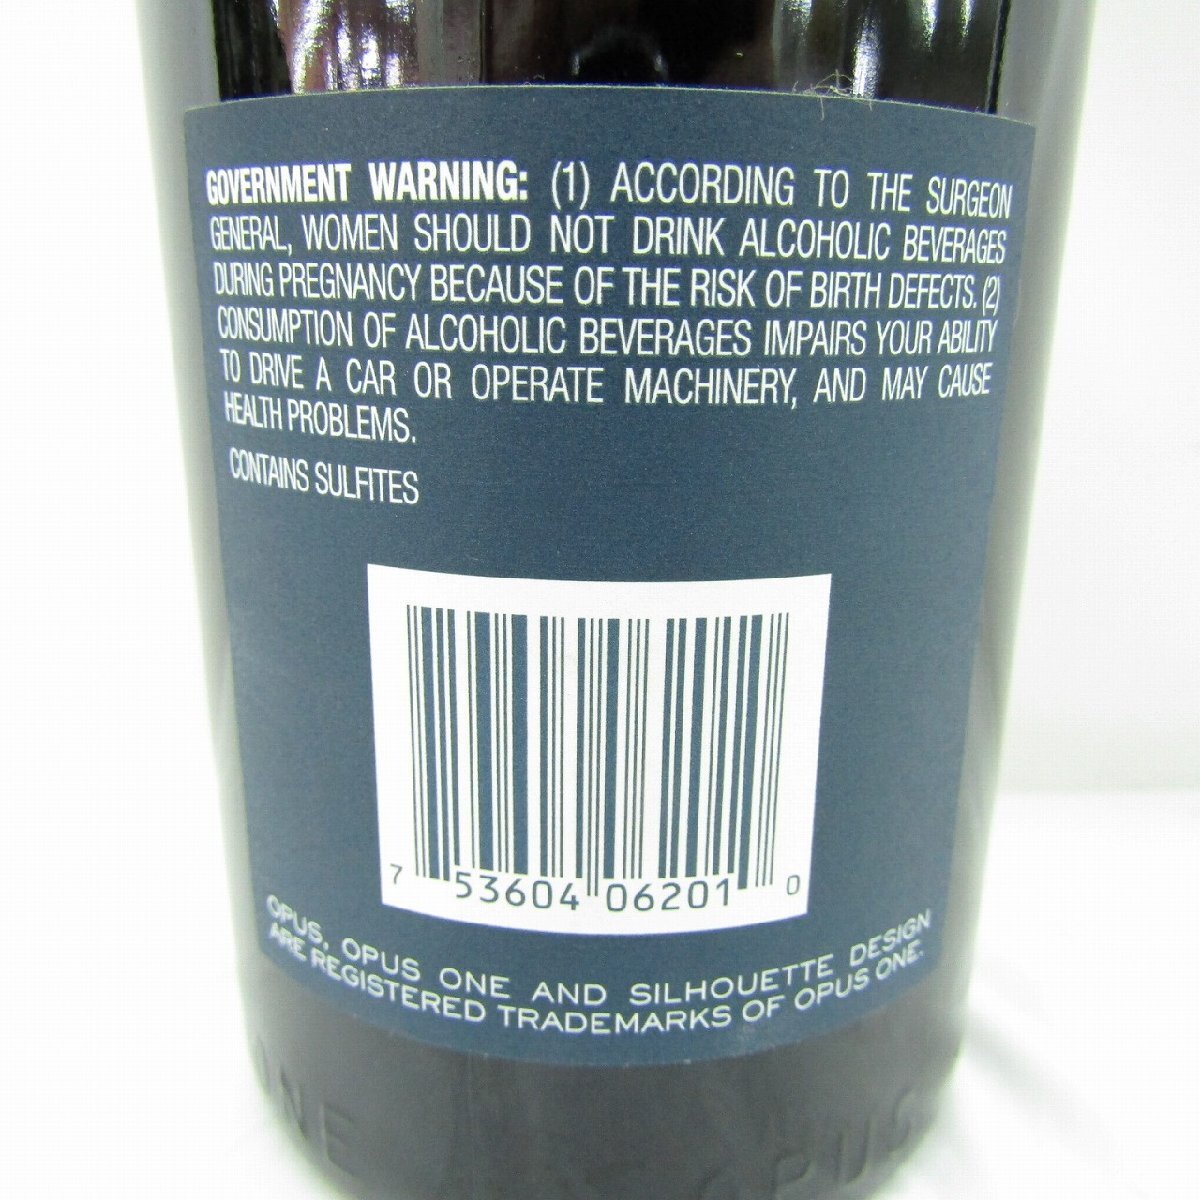 GOVERNMENT WARNING: (1) ACCORDING TO THE SURGEON
GENERAL, WOMEN SHOULD NOT DRINK ALCOHOLIC BEVERAGES
DURING PREGNANCY BECAUSE OF THE RISK OF BIRTH DEFECTS. (2)
CONSUMPTION OF ALCOHOLIC BEVERAGES IMPAIRS YOUR ABILITY
TO DRIVE A CAR OR OPERATE MACHINERY, AND MAY CAUSE
HEALTH PROBLEMS.
CONTAINS SULFITES
7 53604 06201 0
OPUS, OPUS ONE AND SILHOUETTE DESIGN
ARE REGISTERED TRADEMARKS OF OPUS ONE.
ONE OPUS